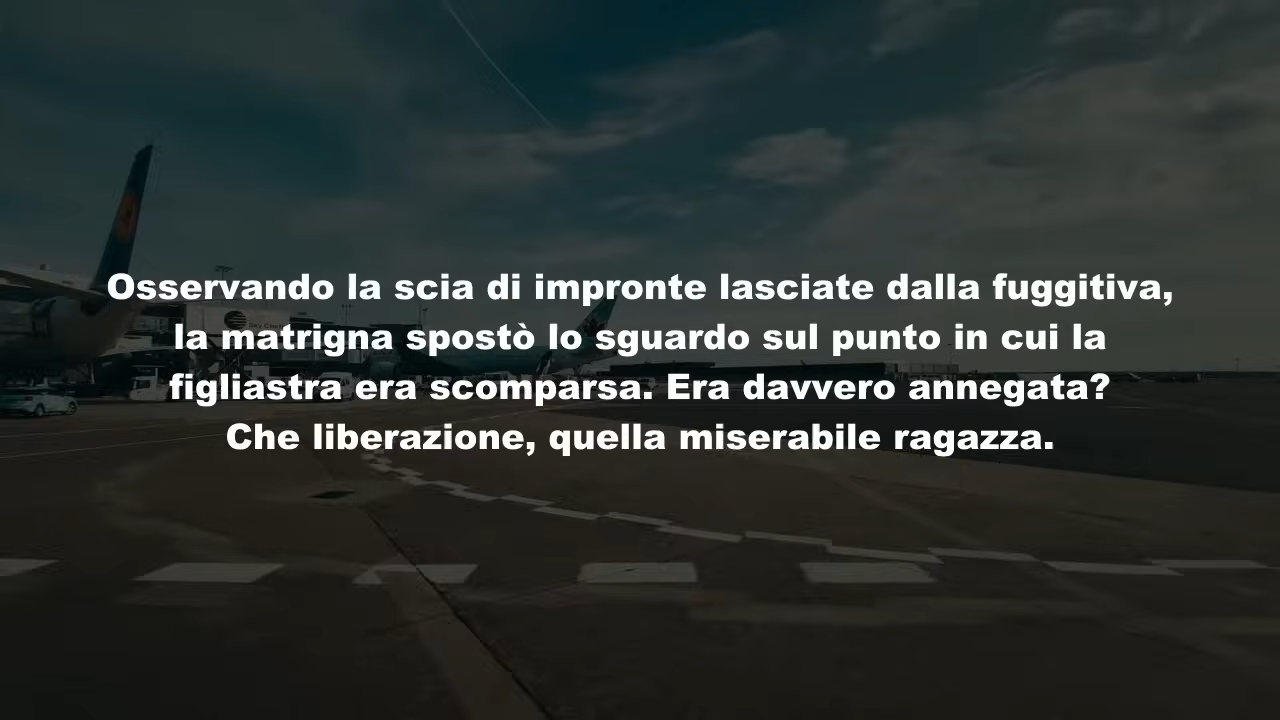 Osservando la scia di impronte lasciate dalla fuggitiva,
la matrigna spostò lo sguardo sul punto in cui la
figliastra era scomparsa. Era davvero annegata?
Che liberazione, quella miserabile ragazza.